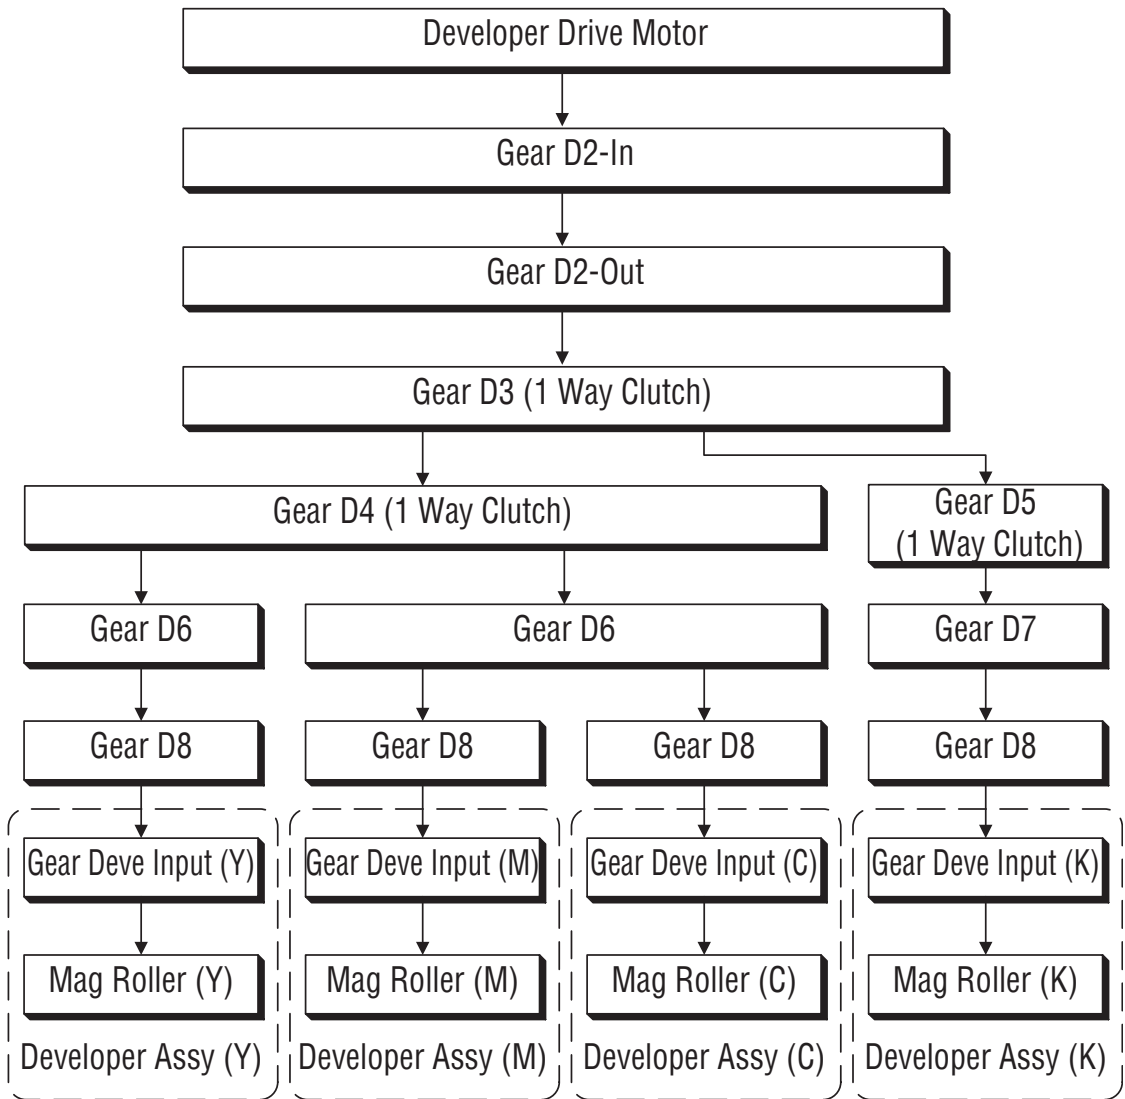 Developer Drive Motor
Gear D2-In
Gear D2-Out
Gear D3 (1 Way Clutch)
Gear D4 (1 Way Clutch)
Gear D5
(1 Way Clutch)
Gear D6
Gear D6
Gear D7
Gear D8
Gear D8
Gear D8
Gear D8
Gear Deve Input (Y)
Gear Deve Input (M)
Gear Deve Input (C)
Gear Deve Input (K)
Mag Roller (Y)
Mag Roller (M)
Mag Roller (C)
Mag Roller (K)
Developer Assy (Y)
Developer Assy (M)
Developer Assy (C)
Developer Assy (K)